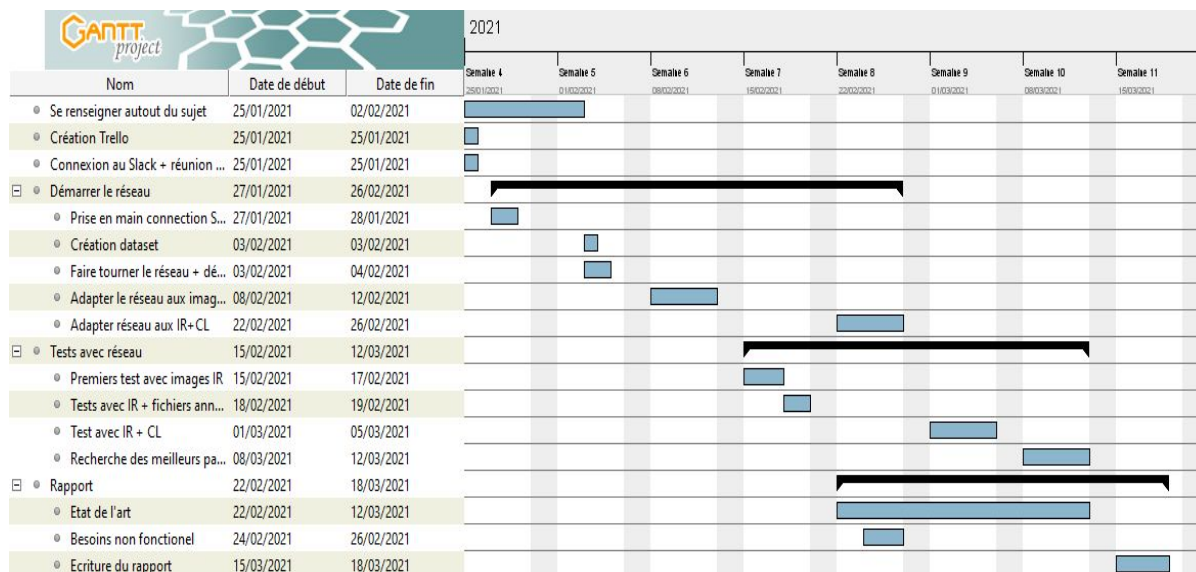 GANTT project
2021
Semaine 4 Semaine 5 Semaine 6 Semaine 7 Semaine 8 Semaine 9 Semaine 10 Semaine 11
25/01/2021 01/02/2021 08/02/2021 15/02/2021 22/02/2021 01/03/2021 08/03/2021 15/03/2021
Nom Date de début Date de fin
Se renseigner autout du sujet 25/01/2021 02/02/2021
Création Trello 25/01/2021 25/01/2021
Connexion au Slack + réunion ... 25/01/2021 25/01/2021
Démarrer le réseau 27/01/2021 26/02/2021
Prise en main connection S... 27/01/2021 28/01/2021
Création dataset 03/02/2021 03/02/2021
Faire tourner le réseau + dé... 03/02/2021 04/02/2021
Adapter le réseau aux imag... 08/02/2021 12/02/2021
Adapter réseau aux IR+CL 22/02/2021 26/02/2021
Tests avec réseau 15/02/2021 12/03/2021
Premiers test avec images IR 15/02/2021 17/02/2021
Tests avec IR + fichiers ann... 18/02/2021 19/02/2021
Test avec IR + CL 01/03/2021 05/03/2021
Recherche des meilleurs pa... 08/03/2021 12/03/2021
Rapport 22/02/2021 18/03/2021
Etat de l'art 22/02/2021 12/03/2021
Besoins non fonctionel 24/02/2021 26/02/2021
Ecriture du rapport 15/03/2021 18/03/2021